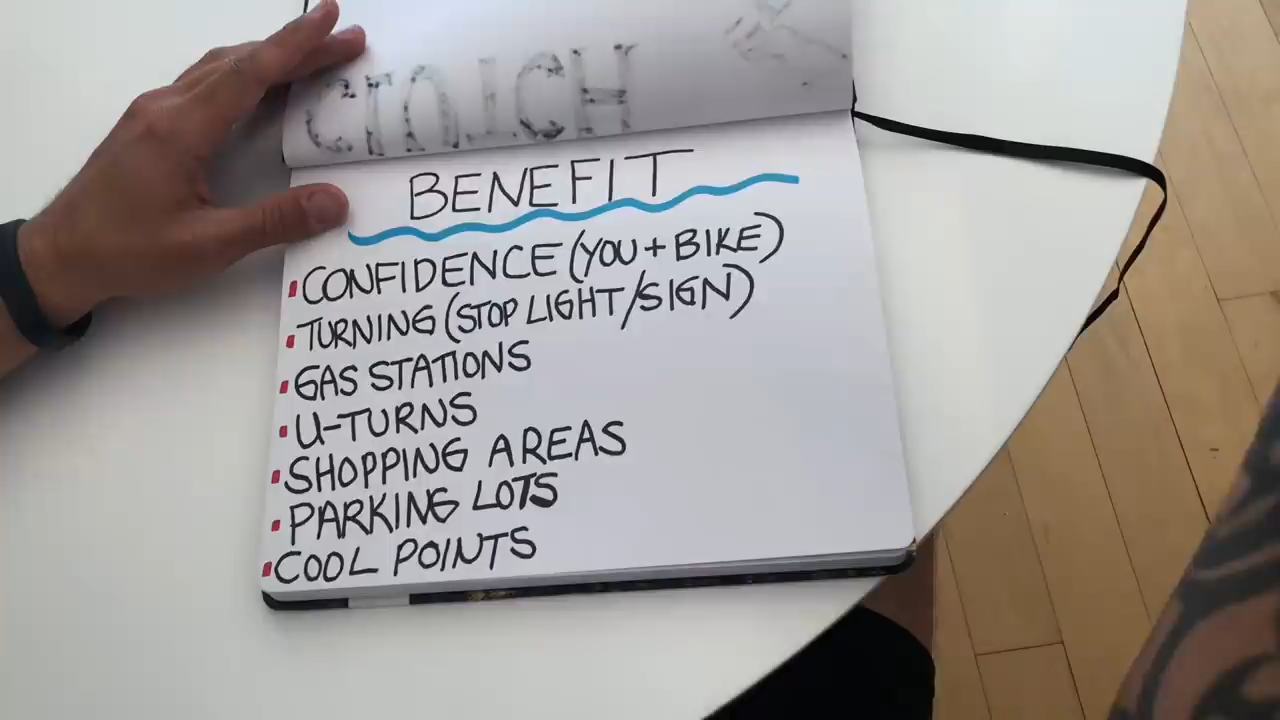 BENEFIT
CONFIDENCE (YOU + BIKE)
TURNING (STOP LIGHT/SIGN)
GAS STATIONS
U-TURNS
SHOPPING AREAS
PARKING LOTS
COOL POINTS